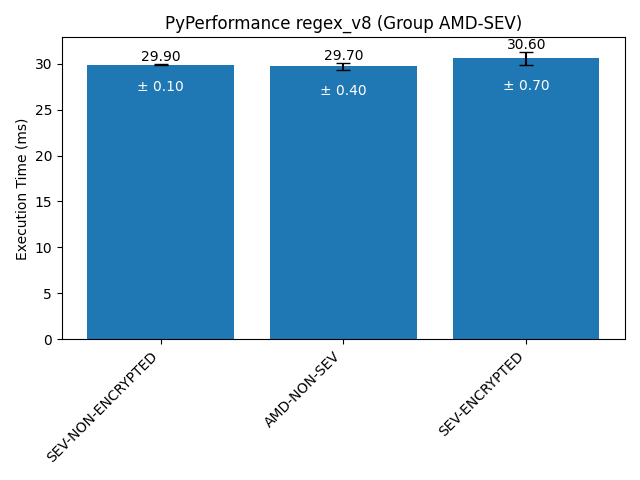 PyPerformance regex_v8 (Group AMD-SEV)
Execution Time (ms)
30
25
20
15
10
5
0
29.90
± 0.10
29.70
± 0.40
30.60
± 0.70
SEV-NON-ENCRYPTED
AMD-NON-SEV
SEV-ENCRYPTED